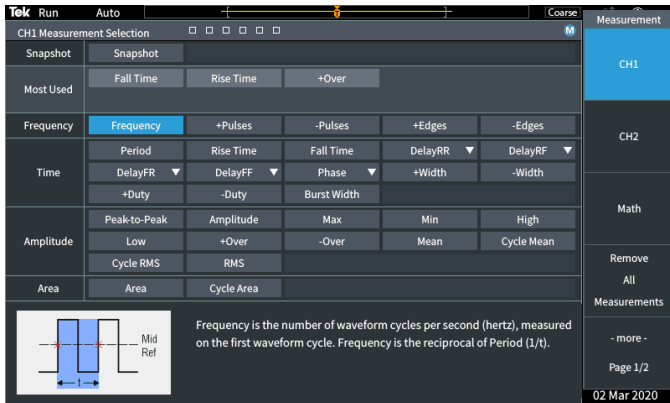 Tek Run Auto Coarse
Measurement
CH1 Measurement Selection M
Snapshot Snapshot
CH1
Most Used Fall Time Rise Time +Over
Frequency Frequency +Pulses -Pulses +Edges -Edges
CH2
Time Period Rise Time Fall Time DelayRR DelayRF
DelayFR DelayFF Phase +Width -Width
+Duty -Duty Burst Width
Math
Amplitude Peak-to-Peak Amplitude Max Min High
Low +Over -Over Mean Cycle Mean
Cycle RMS RMS
Remove
All
Measurements
Area Area Cycle Area
Mid
Ref
t
Frequency is the number of waveform cycles per second (hertz), measured
on the first waveform cycle. Frequency is the reciprocal of Period (1/t).
- more -
Page 1/2
02 Mar 2020